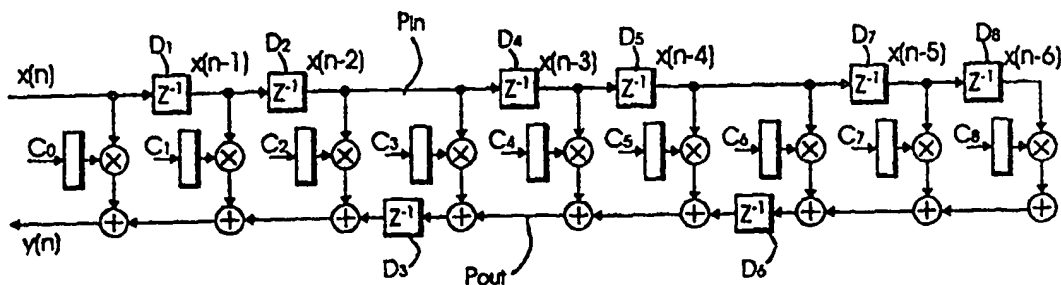 D1 D2 Pin D4 D5 D7 D8
x(n) x(n-1) x(n-2) x(n-3) x(n-4) x(n-5) x(n-6)
Z-1 Z-1 Z-1 Z-1 Z-1 Z-1
C0 C1 C2 C3 C4 C5 C6 C7 C8
Z-1 Z-1
y(n) D3 Pout D6